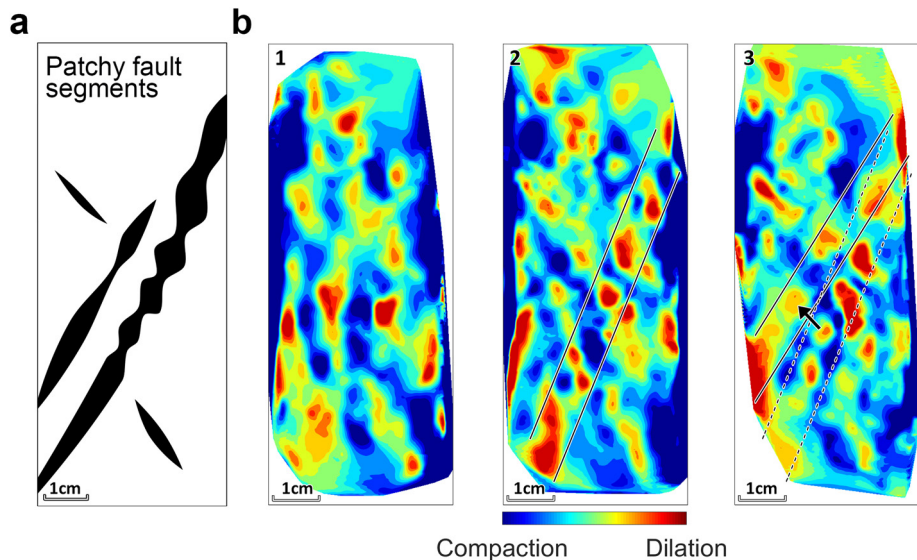 a
b
Patchy fault
segments
1
2
3
1cm
1cm
1cm
1cm
Compaction
Dilation